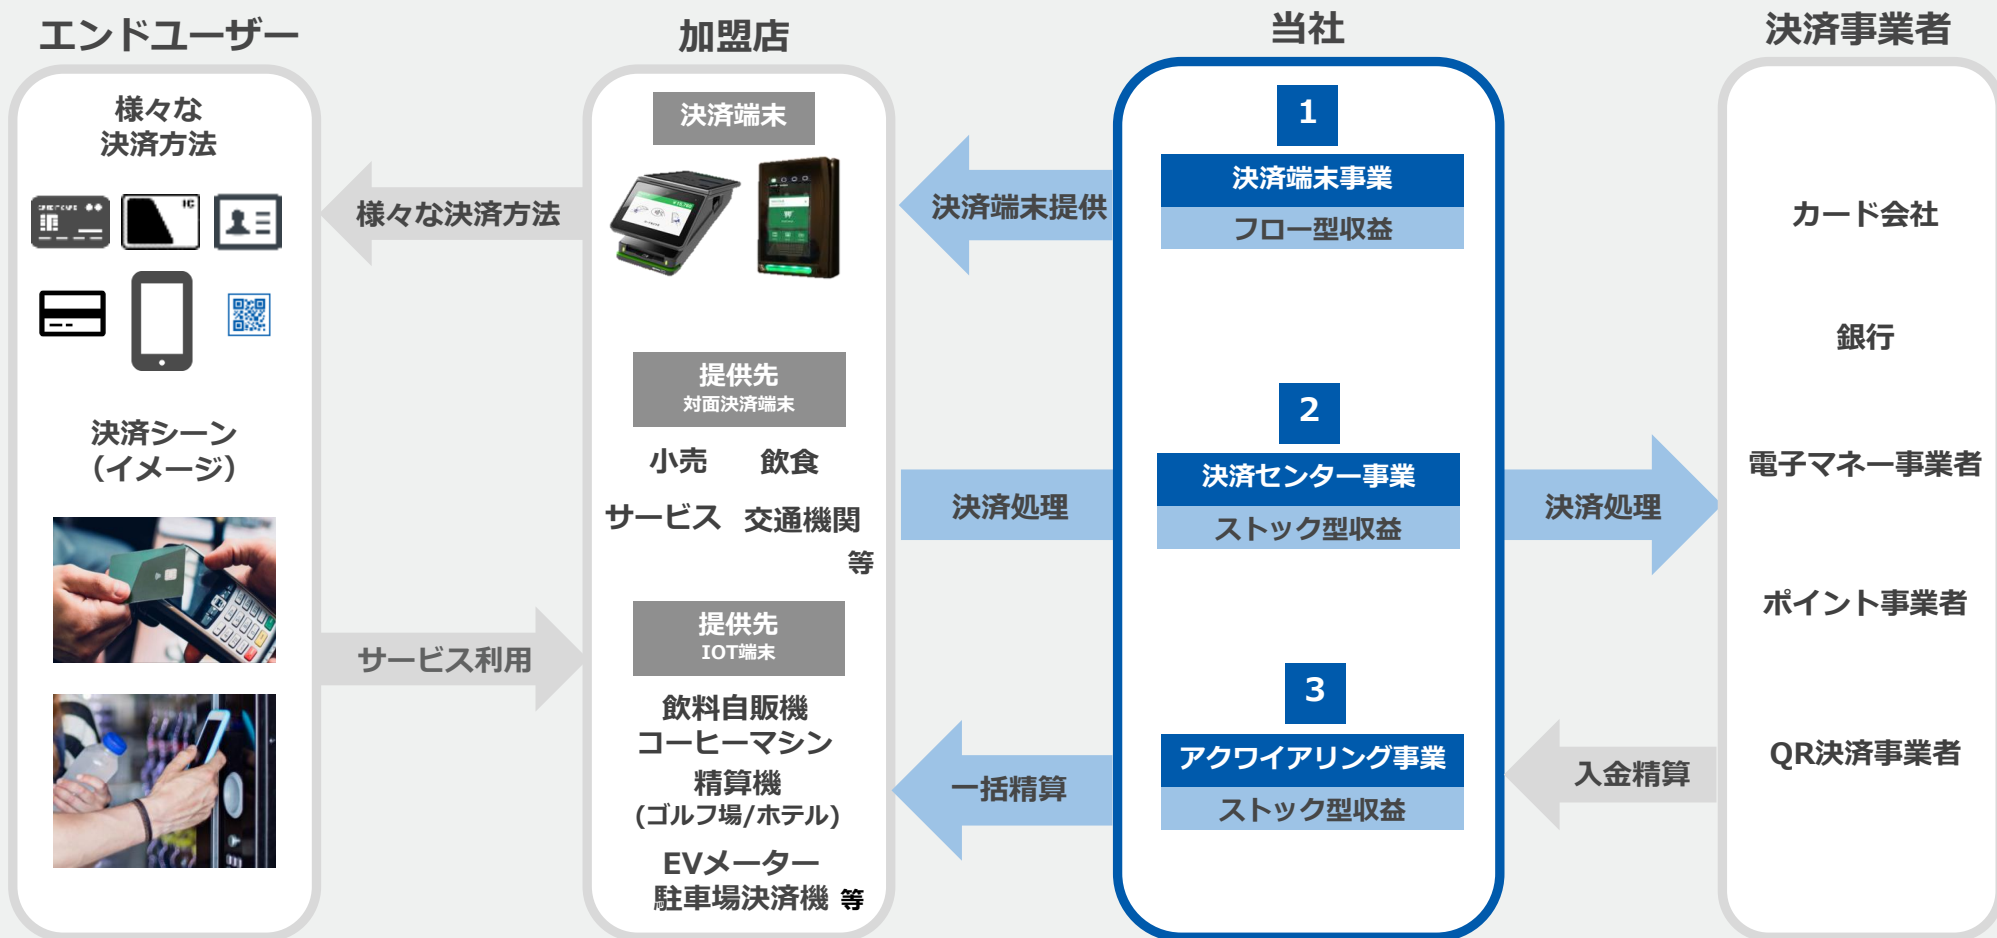 エンドユーザー
様々な
決済方法
CREDIT CARD
IC
決済シーン
（イメージ）
様々な決済方法
サービス利用
加盟店
決済端末
提供先
対面決済端末
小売 飲食
サービス 交通機関
等
提供先
IOT端末
飲料自販機
コーヒーマシン
精算機
(ゴルフ場/ホテル)
EVメーター
駐車場決済機 等
決済端末提供
決済処理
一括精算
当社
1
決済端末事業
フロー型収益
2
決済センター事業
ストック型収益
3
アクワイアリング事業
ストック型収益
決済処理
入金精算
決済事業者
カード会社
銀行
電子マネー事業者
ポイント事業者
QR決済事業者